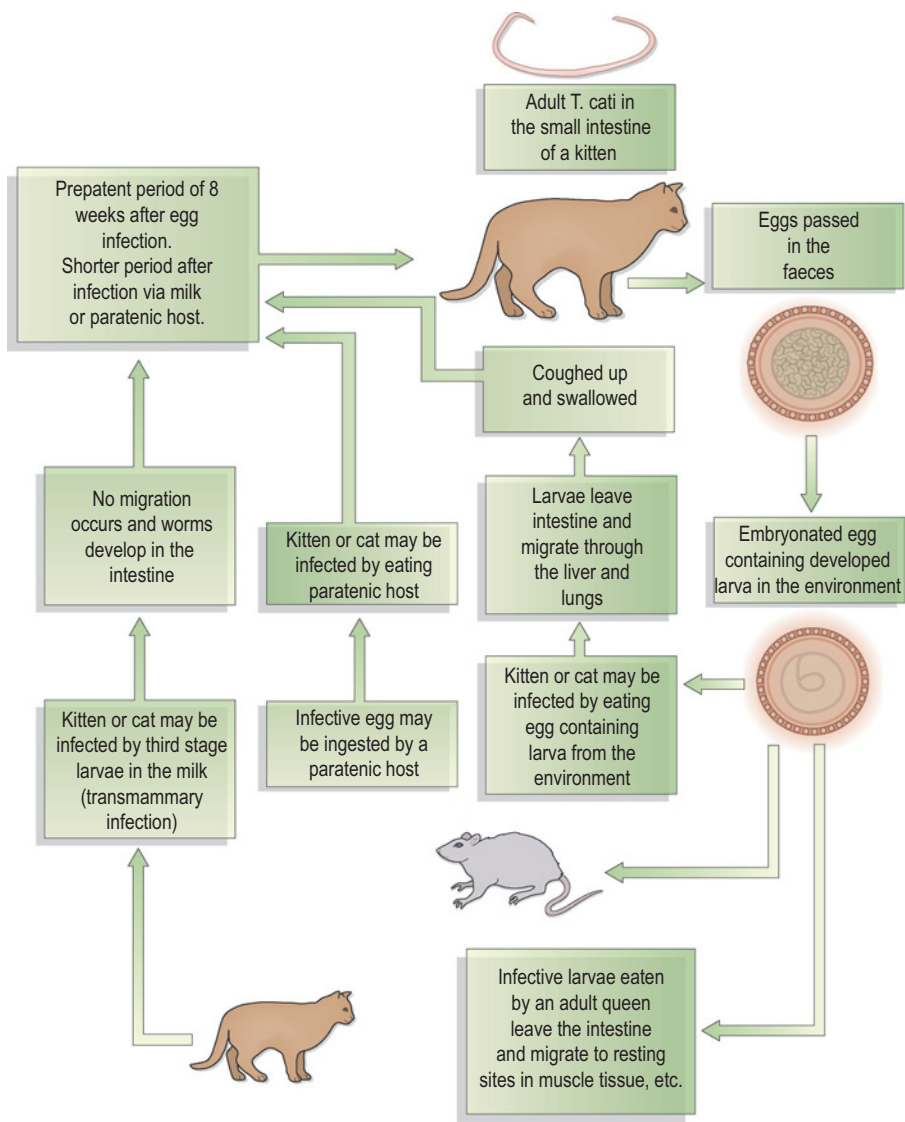 Adult T. cati in
the small intestine
of a kitten
Prepatent period of 8
weeks after egg
infection.
Shorter period after
infection via milk
or paratenic host.
Eggs passed
in the
faeces
Coughed up
and swallowed
No migration
occurs and worms
develop in the
intestine
Kitten or cat may be
infected by eating
paratenic host
Larvae leave
intestine and
migrate through
the liver and
lungs
Embryonated egg
containing developed
larva in the environment
Kitten or cat may be
infected by third stage
larvae in the milk
(transmammary
infection)
Infective egg may
be ingested by a
paratenic host
Kitten or cat may be
infected by eating
egg containing
larva from the
environment
Infective larvae eaten
by an adult queen
leave the intestine
and migrate to resting
sites in muscle tissue, etc.